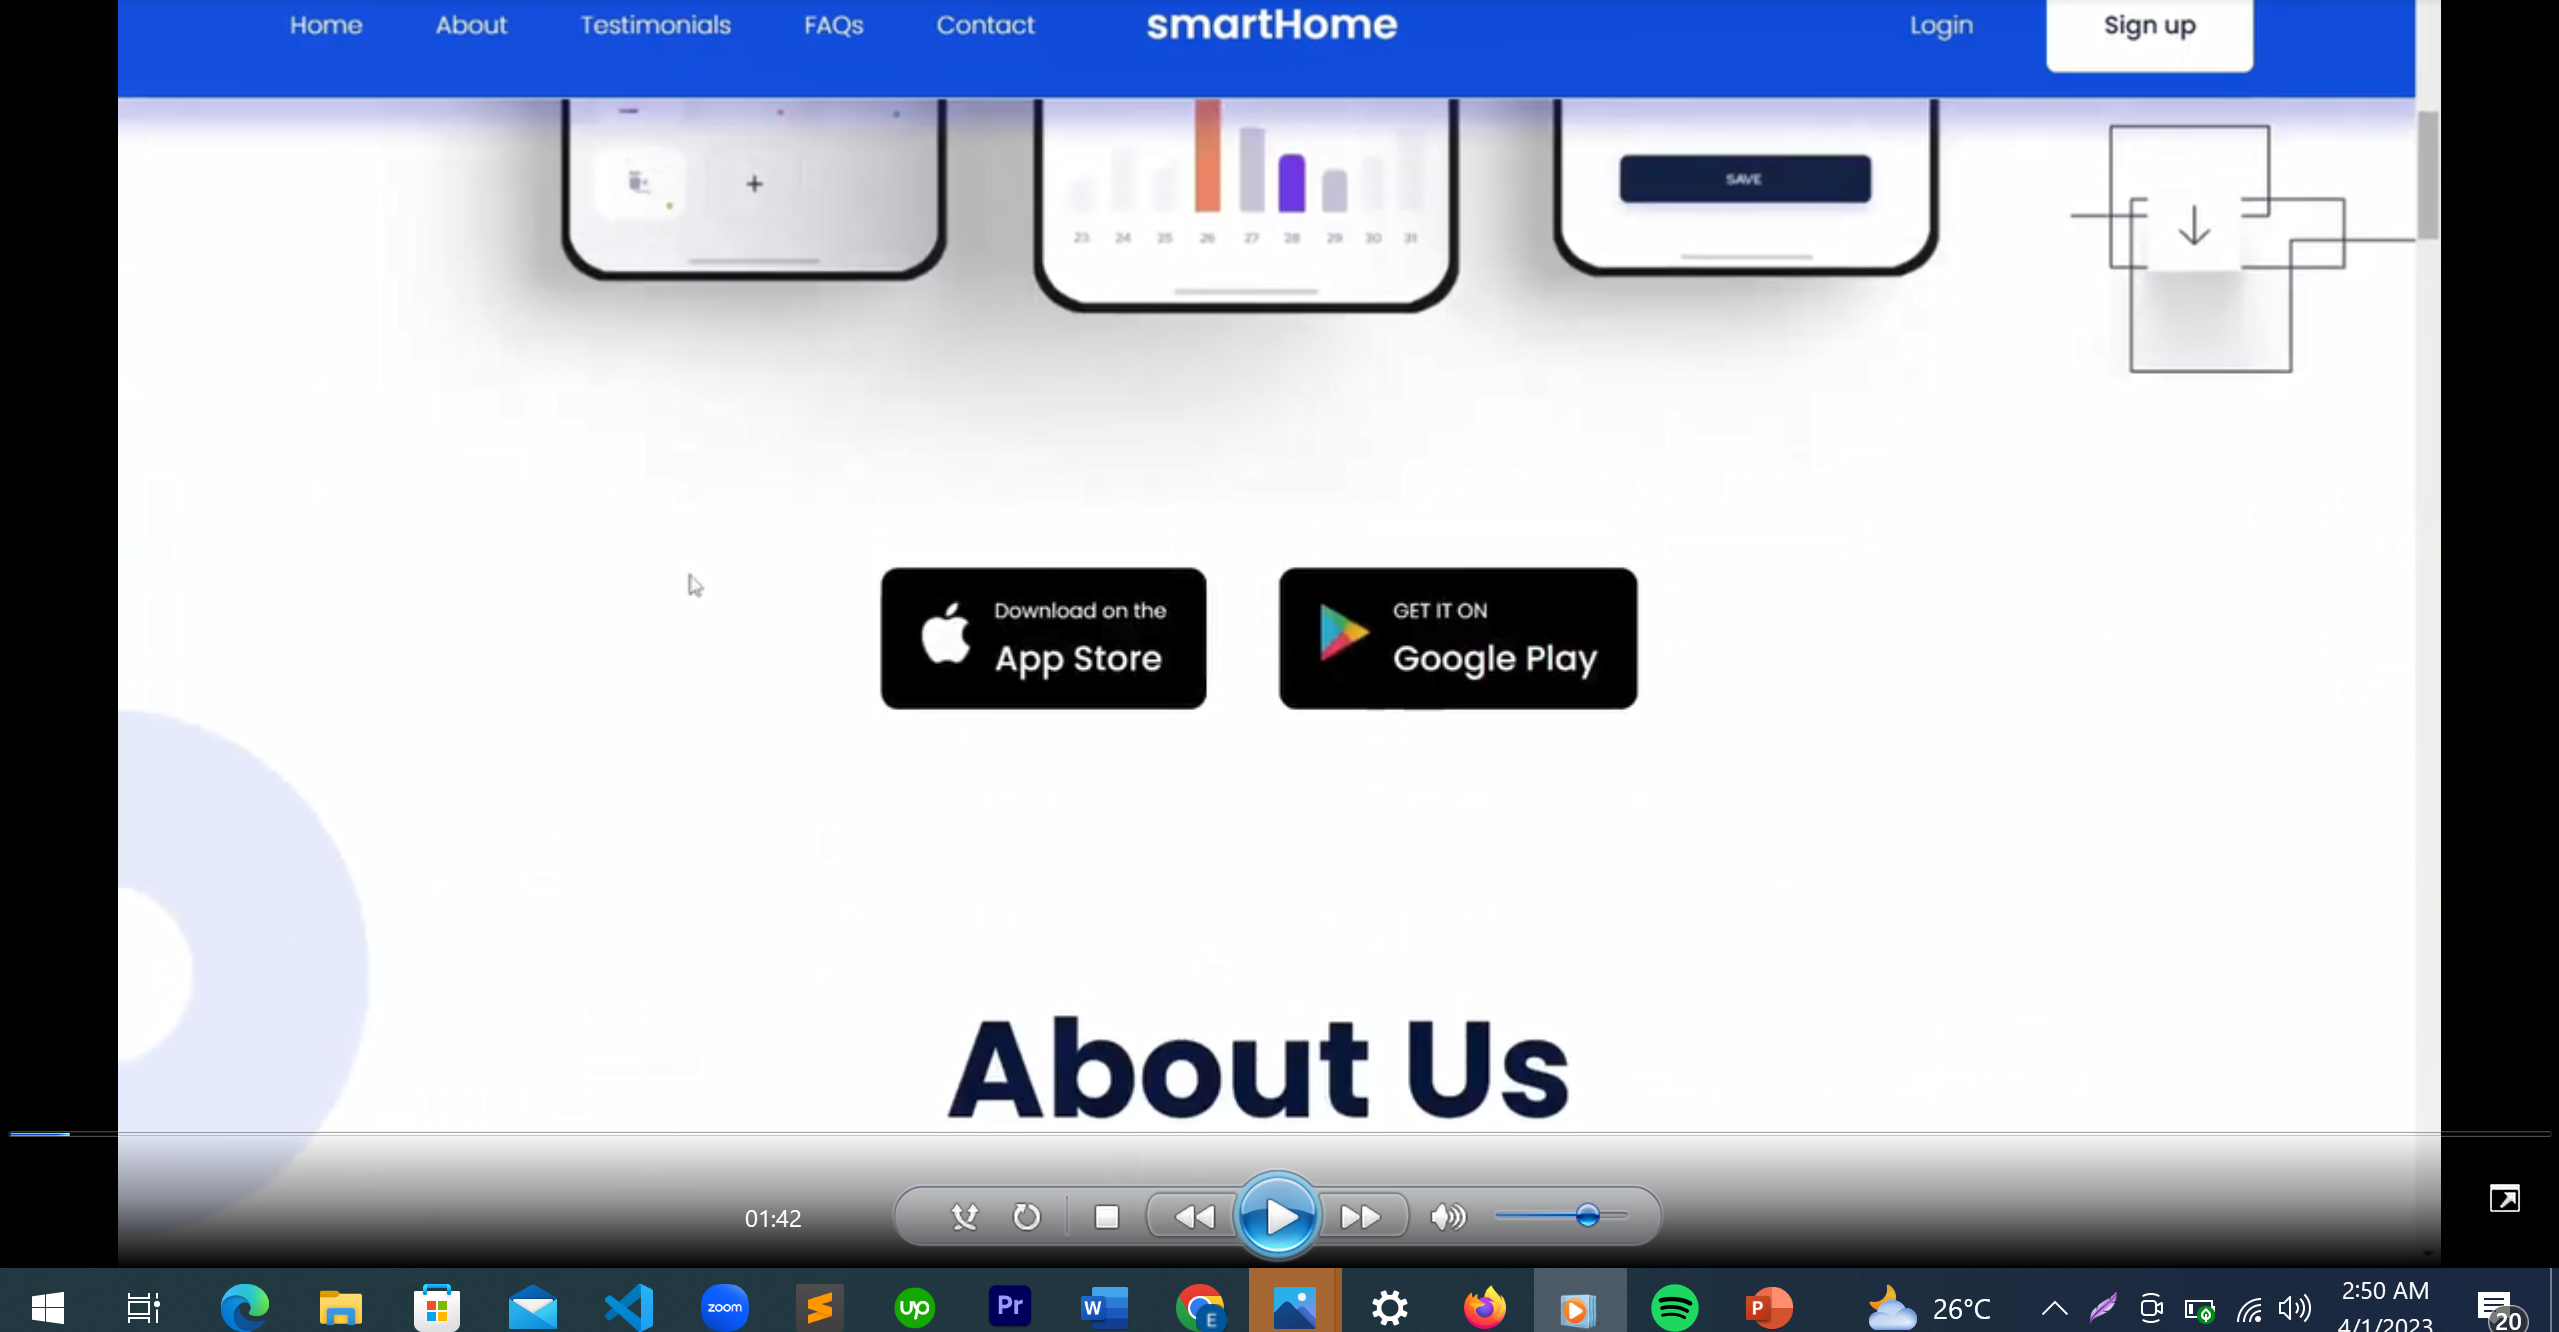 Home About Testimonials FAQs Contact smartHome Login Sign up
SAVE
23 24 25 26 27 28 29 30 31
Download on the
App Store
GET IT ON
Google Play
About Us
01:42
zoom
up
Pr
W
E
P
26°C
2:50 AM
4/1/2023
20